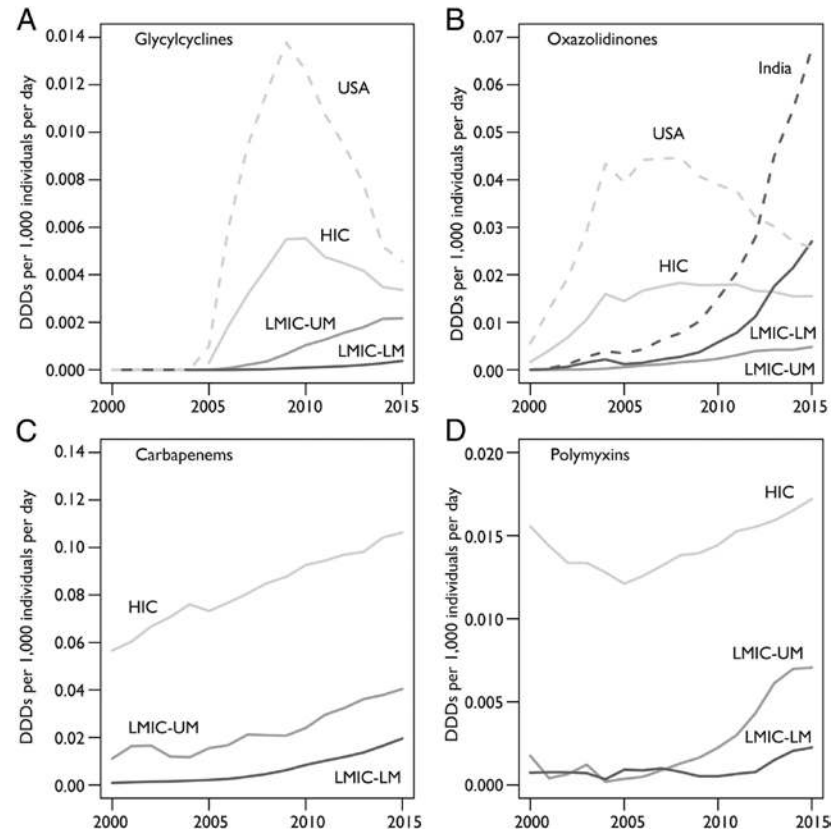 A
Glycylcyclines
DDDs per 1,000 individuals per day
0.014
0.012
0.010
0.008
0.006
0.004
0.002
0.000
USA
HIC
LMIC-UM
LMIC-LM
2000 2005 2010 2015
B
Oxazolidinones
DDDs per 1,000 individuals per day
0.07
0.06
0.05
0.04
0.03
0.02
0.01
0.00
India
USA
HIC
LMIC-LM
LMIC-UM
2000 2005 2010 2015
C
Carbapenems
DDDs per 1,000 individuals per day
0.14
0.12
0.10
0.08
0.06
0.04
0.02
0.00
HIC
LMIC-UM
LMIC-LM
2000 2005 2010 2015
D
Polymyxins
DDDs per 1,000 individuals per day
0.020
0.015
0.010
0.005
0.000
HIC
LMIC-UM
LMIC-LM
2000 2005 2010 2015